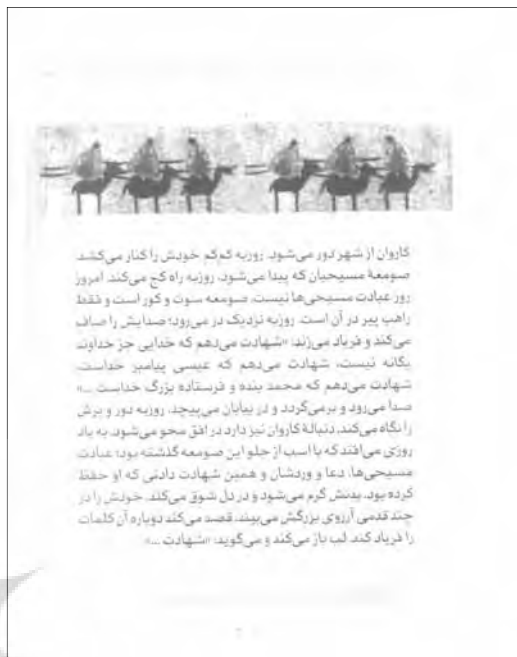 کاروان از شهر دور می‌شود. روزبه کم‌کم خودش را کنار می‌کشد.
صومعهٔ مسیحیان که پیدا می‌شود، روزبه راه کج می‌کند. امروز
روز عبادت مسیحی‌ها نیست. صومعه سوت و کور است و فقط
راهب پیر در آن است. روزبه نزدیک در می‌رود؛ صدایش را صاف
می‌کند و فریاد می‌زند: «شهادت می‌دهم که خدایی جز خداوند
یگانه نیست، شهادت می‌دهم که عیسی پیامبر خداست،
شهادت می‌دهم که محمد بنده و فرستاده بزرگ خداست ...»
صدا می‌رود و برمی‌گردد و در بیابان می‌پیچد. روزبه دور و برش
را نگاه می‌کند، دنبالهٔ کاروان نیز دارد در افق محو می‌شود. به یاد
روزی می‌افتد که با اسب از جلو این صومعه گذشته بود؛ عبادت
مسیحی‌ها، دعا و وردشان و همین شهادت دادنی که او حفظ
کرده بود. بدنش گرم می‌شود و در دل شوق می‌کند. خودش را در
چند قدمی آرزوی بزرگش می‌بیند، قصد می‌کند دوباره آن کلمات
را فریاد کند. لب باز می‌کند و می‌گوید: «شهادت ...»